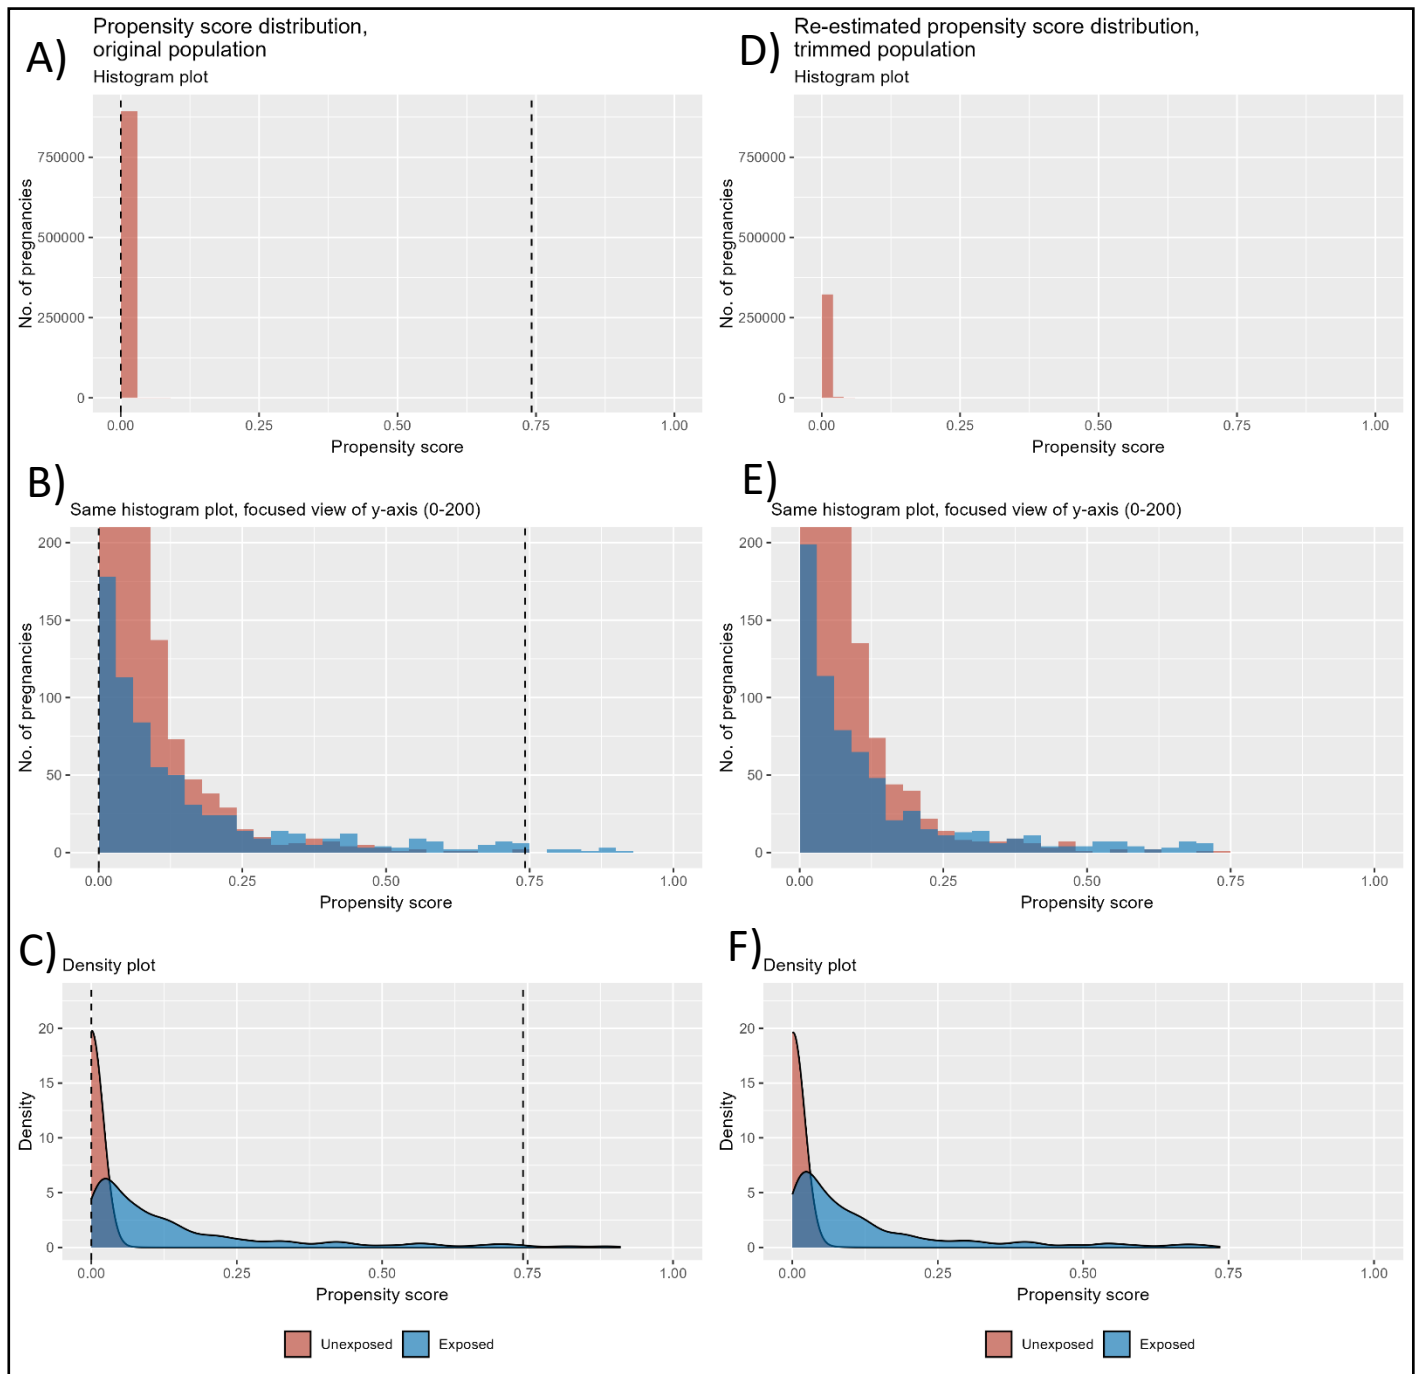 A)
Propensity score distribution,
original population
Histogram plot
No. of pregnancies
750000
500000
250000
0
0.00 0.25 0.50 0.75 1.00
Propensity score
B)
Same histogram plot, focused view of y-axis (0-200)
No. of pregnancies
200
150
100
50
0
0.00 0.25 0.50 0.75 1.00
Propensity score
C)
Density plot
Density
20
15
10
5
0
0.00 0.25 0.50 0.75 1.00
Propensity score
Unexposed Exposed
D)
Re-estimated propensity score distribution,
trimmed population
Histogram plot
No. of pregnancies
750000
500000
250000
0
0.00 0.25 0.50 0.75 1.00
Propensity score
E)
Same histogram plot, focused view of y-axis (0-200)
No. of pregnancies
200
150
100
50
0
0.00 0.25 0.50 0.75 1.00
Propensity score
F)
Density plot
Density
20
15
10
5
0
0.00 0.25 0.50 0.75 1.00
Propensity score
Unexposed Exposed